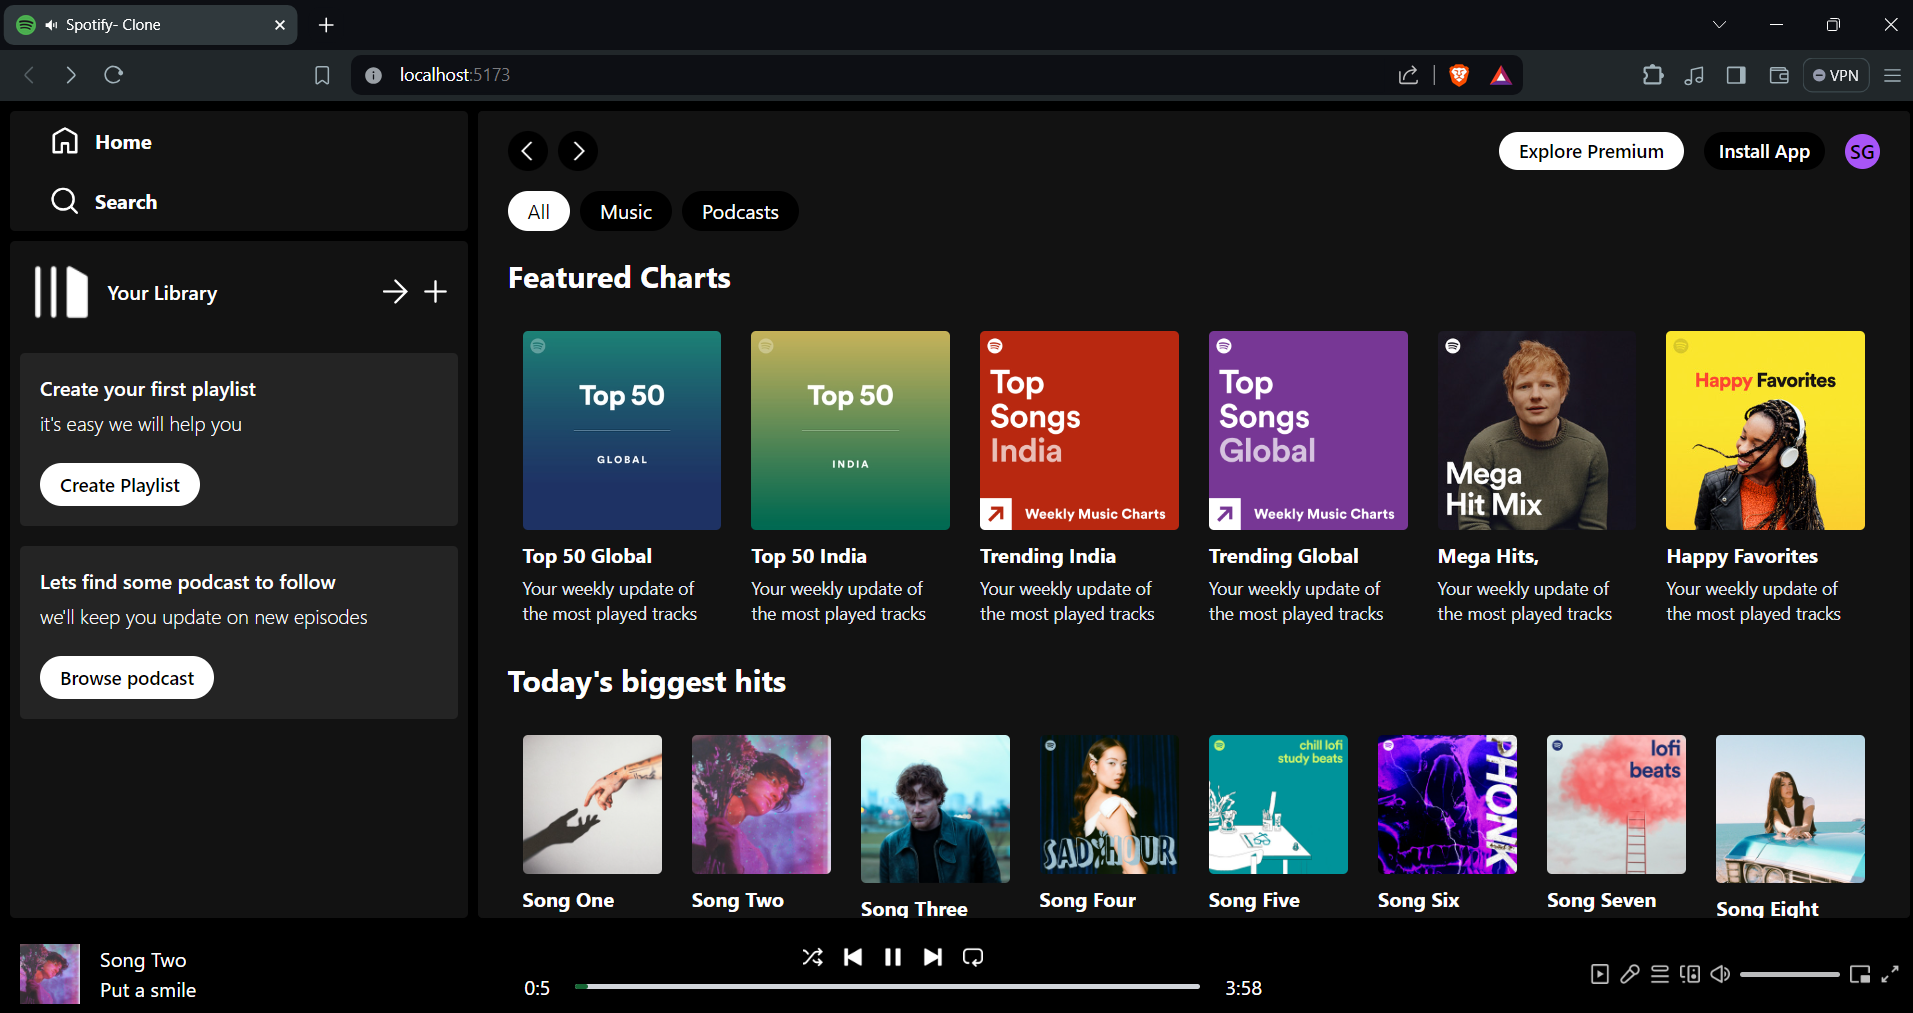 Spotify- Clone
localhost:5173
VPN
Home
Search
Your Library
Create your first playlist
it's easy we will help you
Create Playlist
Lets find some podcast to follow
we'll keep you update on new episodes
Browse podcast
Explore Premium
Install App
SG
All
Music
Podcasts
Featured Charts
Top 50
GLOBAL
Top 50
INDIA
Top
Songs
India
Weekly Music Charts
Top
Songs
Global
Weekly Music Charts
Mega
Hit Mix
Happy Favorites
Top 50 Global
Your weekly update of
the most played tracks
Top 50 India
Your weekly update of
the most played tracks
Trending India
Your weekly update of
the most played tracks
Trending Global
Your weekly update of
the most played tracks
Mega Hits,
Your weekly update of
the most played tracks
Happy Favorites
Your weekly update of
the most played tracks
Today's biggest hits
SAD HOUR
chill lofi
study beats
PHONK
lofi
beats
Song One
Song Two
Song Three
Song Four
Song Five
Song Six
Song Seven
Song Eight
Song Two
Put a smile
0:5
3:58